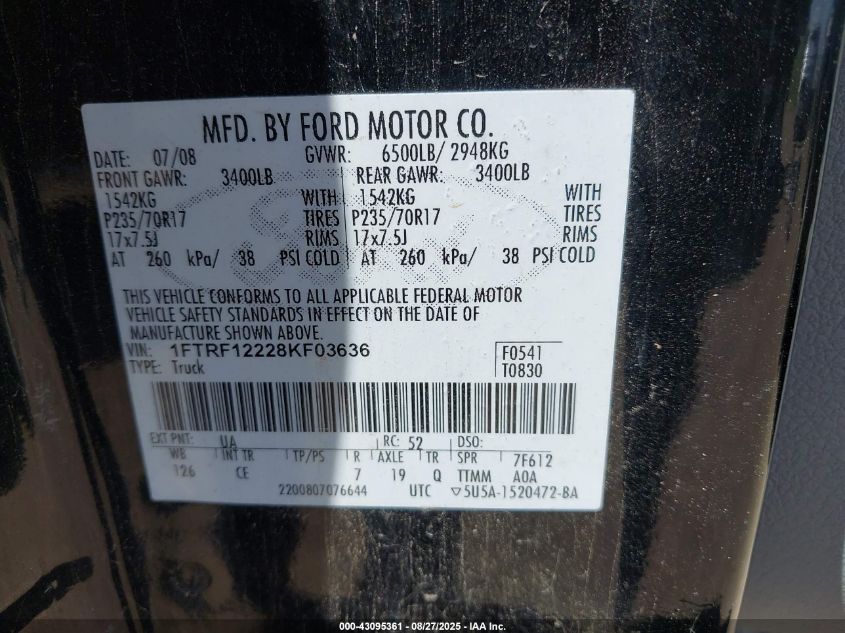 MFD. BY FORD MOTOR CO.
DATE: 07/08 GVWR: 6500LB/ 2948KG
FRONT GAWR: 3400LB REAR GAWR: 3400LB
1542KG WITH 1542KG WITH
P235/70R17 TIRES P235/70R17 TIRES
17x7.5J RIMS 17x7.5J RIMS
AT 260 kPa/ 38 PSI COLD AT 260 kPa/ 38 PSI COLD
THIS VEHICLE CONFORMS TO ALL APPLICABLE FEDERAL MOTOR
VEHICLE SAFETY STANDARDS IN EFFECT ON THE DATE OF
MANUFACTURE SHOWN ABOVE.
VIN: 1FTRF12228KF03636 F0541
TYPE: Truck T0830
EXT PNT: UA RC: 52 DSO:
WB INT TR TP/PS R AXLE TR SPR 7F612
126 CE 7 19 Q TTMM A0A
2200807076644 UTC ▽5U5A-1520472-BA
000-43095361 - 08/27/2025 - IAA Inc.